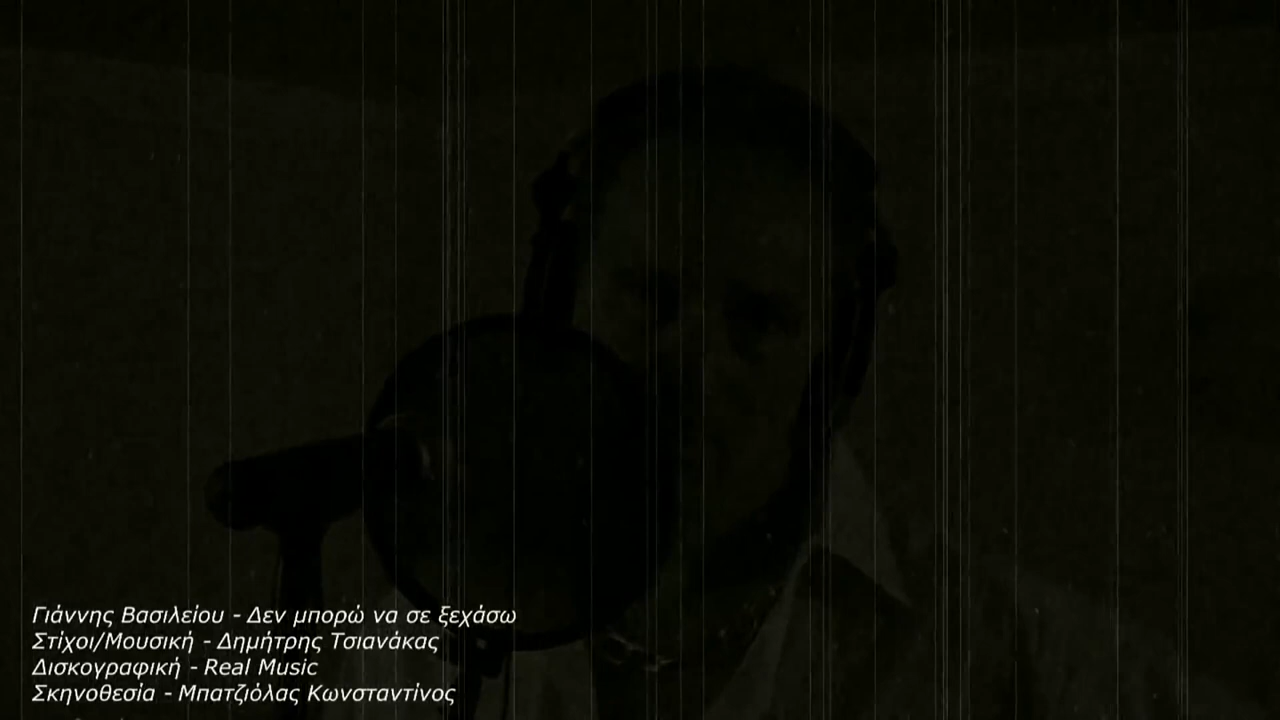 Γιάννης Βασιλείου - Δεν μπορώ να σε ξεχάσω
Στίχοι/Μουσική - Δημήτρης Τσιανάκας
Δισκογραφική - Real Music
Σκηνοθεσία - Μπατζιόλας Κωνσταντίνος